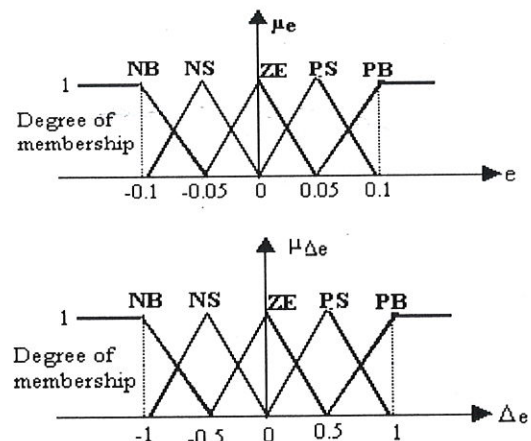 μe
NB NS ZE PS PB
1
Degree of
membership
-0.1 -0.05 0 0.05 0.1 e
μΔe
NB NS ZE PS PB
1
Degree of
membership
-1 -0.5 0 0.5 1 Δe